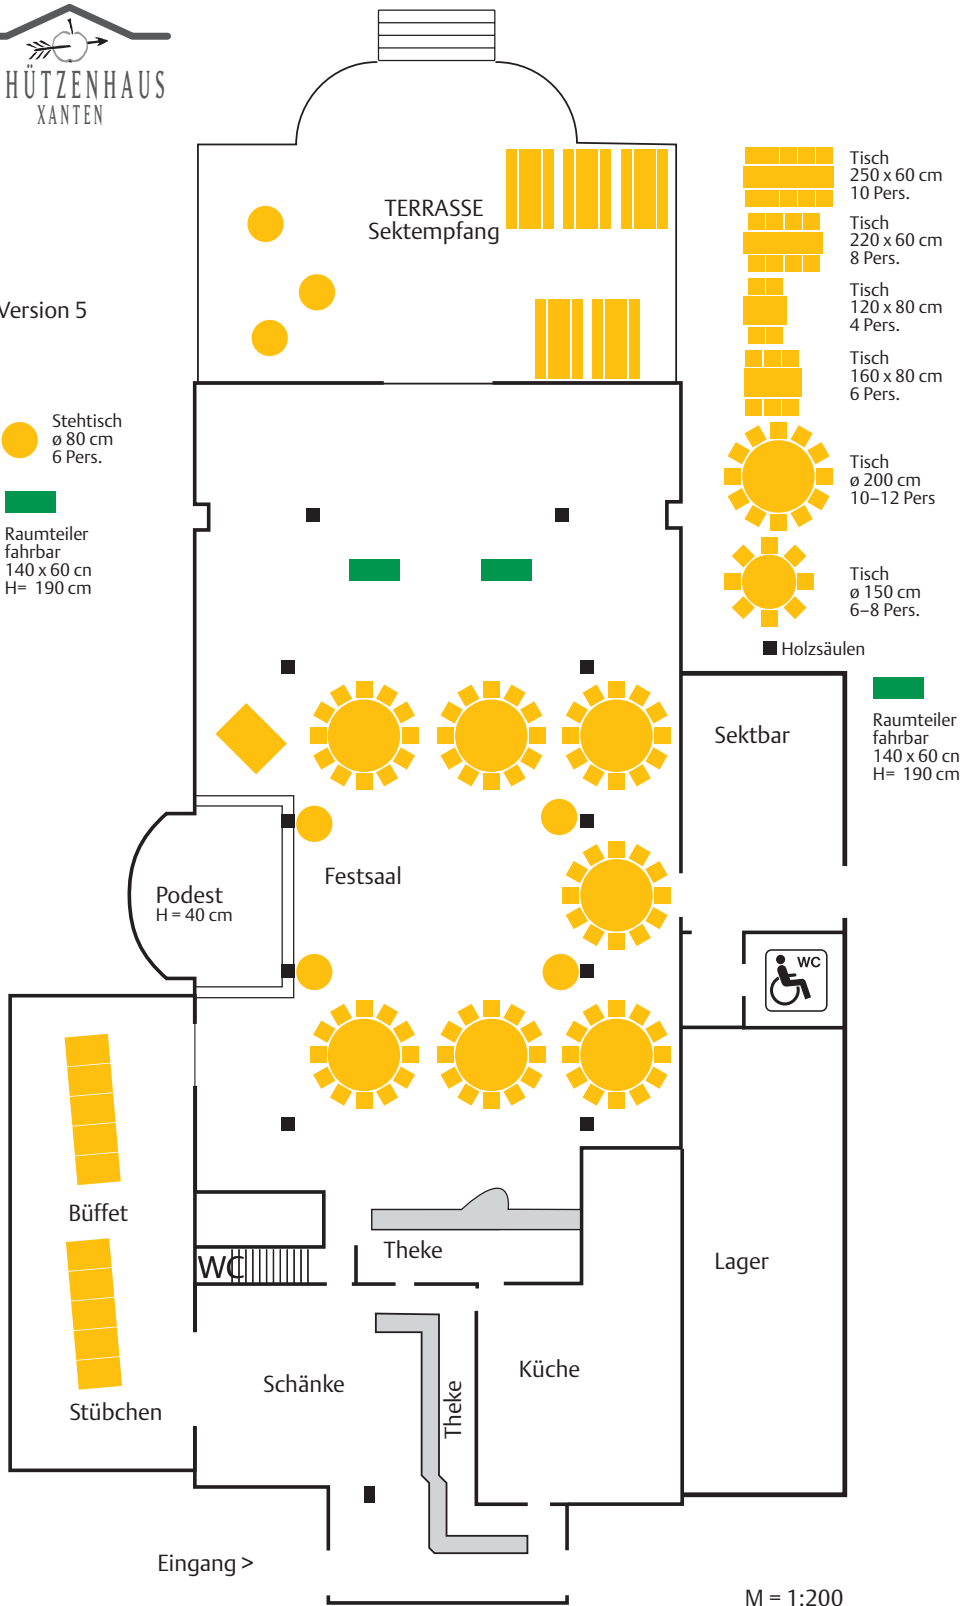 HÜTZENHAUS
XANTEN
TERRASSE
Sektempfang
Version 5
Stehtisch
ø 80 cm
6 Pers.
Raumteiler
fahrbar
140 x 60 cn
H= 190 cm
Tisch
250 x 60 cm
10 Pers.
Tisch
220 x 60 cm
8 Pers.
Tisch
120 x 80 cm
4 Pers.
Tisch
160 x 80 cm
6 Pers.
Tisch
ø 200 cm
10–12 Pers
Tisch
ø 150 cm
6–8 Pers.
Holzsäulen
Raumteiler
fahrbar
140 x 60 cn
H= 190 cm
Sektbar
Festsaal
Podest
H = 40 cm
WC
Büffet
Theke
WC
Lager
Küche
Schänke
Theke
Stübchen
Eingang >
M = 1:200